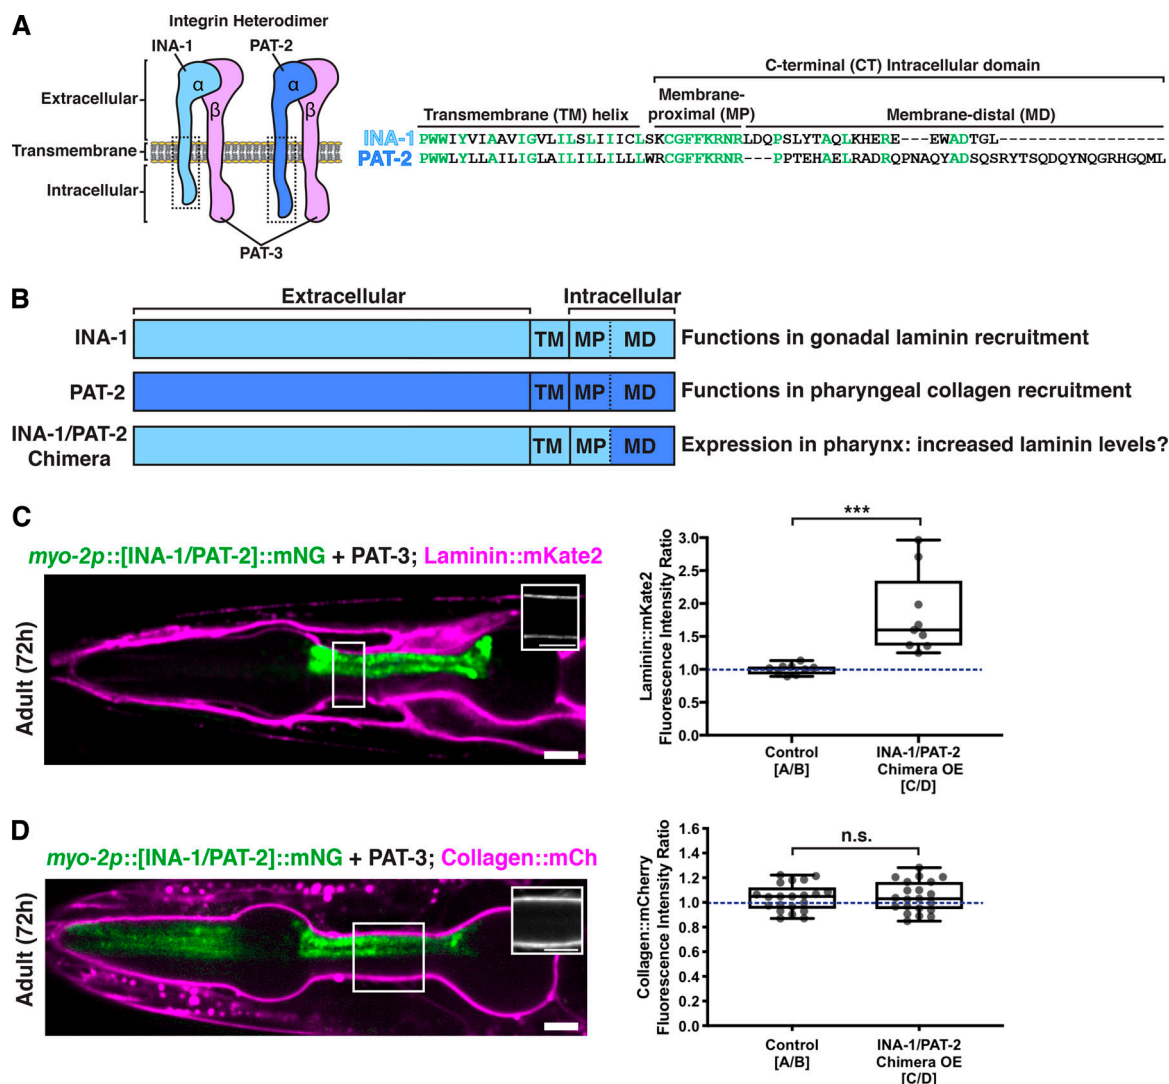 A
Integrin Heterodimer
INA-1 PAT-2
α α
β β
Extracellular
Transmembrane
Intracellular
PAT-3
C-terminal (CT) Intracellular domain
Membrane-
Transmembrane (TM) helix proximal (MP) Membrane-distal (MD)
INA-1 PWWIYVIAAVIGVLILSLIIICLSKCGFFKRNRLDQPSLYTAQLKHERE---EWADTGL------------------
PAT-2 PWWLYLLAILIGLAILILLILLLWRCGFFKRNR---PPTEHAELRADRQPNAQYADSQSRYTSQDQYNQGRHGQML
B
Extracellular Intracellular
INA-1 TM MP MD Functions in gonadal laminin recruitment
PAT-2 TM MP MD Functions in pharyngeal collagen recruitment
INA-1/PAT-2
Chimera TM MP MD Expression in pharynx: increased laminin levels?
C
myo-2p::[INA-1/PAT-2]::mNG + PAT-3; Laminin::mKate2
Adult (72h)
Laminin::mKate2
Fluorescence Intensity Ratio
***
3.0
2.5
2.0
1.5
1.0
0.5
0.0
Control
[A/B]
INA-1/PAT-2
Chimera OE
[C/D]
D
myo-2p::[INA-1/PAT-2]::mNG + PAT-3; Collagen::mCh
Adult (72h)
Collagen::mCherry
Fluorescence Intensity Ratio
n.s.
1.6
1.4
1.2
1.0
0.8
0.6
0.4
0.2
0.0
Control
[A/B]
INA-1/PAT-2
Chimera OE
[C/D]